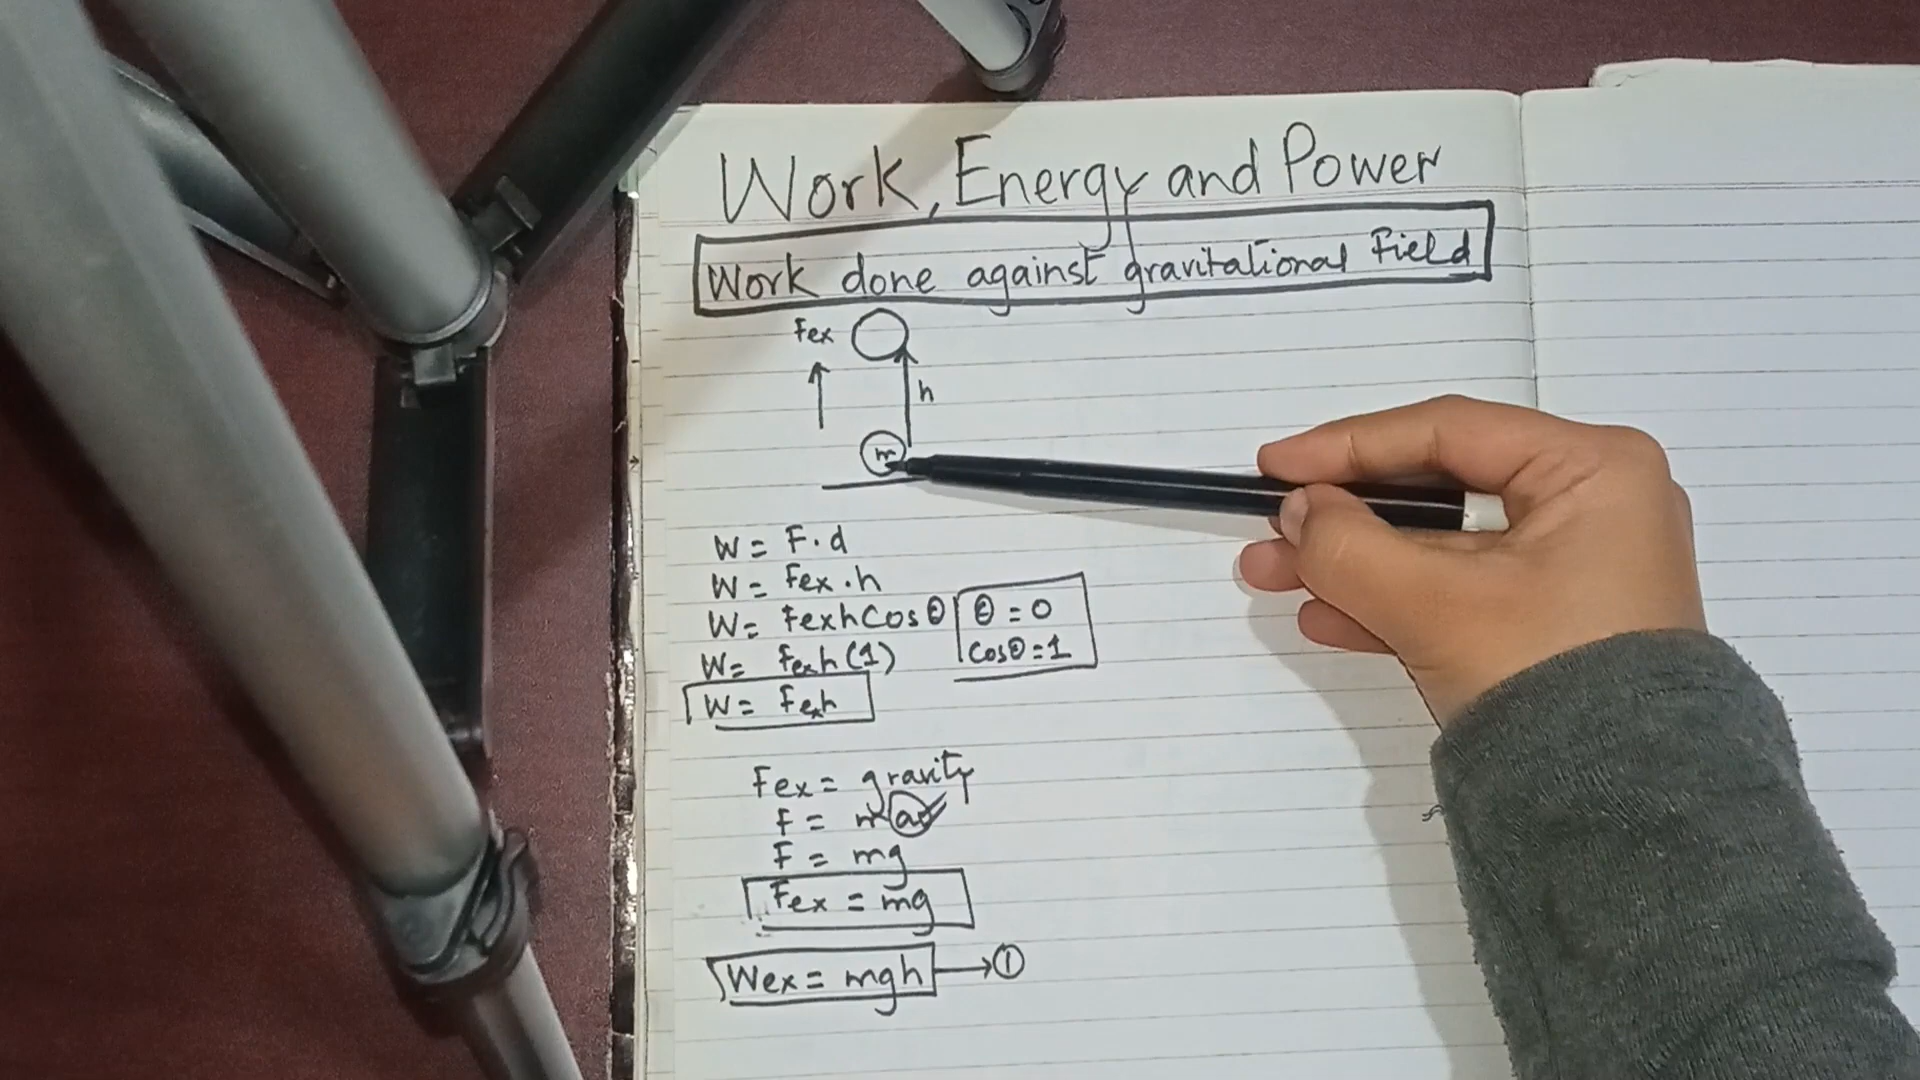 Work, Energy and Power
Work done against gravitational Field
Fex
h
m
W = F.d
W = Fex.h
W = FexhCosθ
θ = 0
W = Fexh(1)
Cosθ = 1
W = Fexh
Fex = gravity
F = ma
F = mg
Fex = mg
Wex = mgh → ①